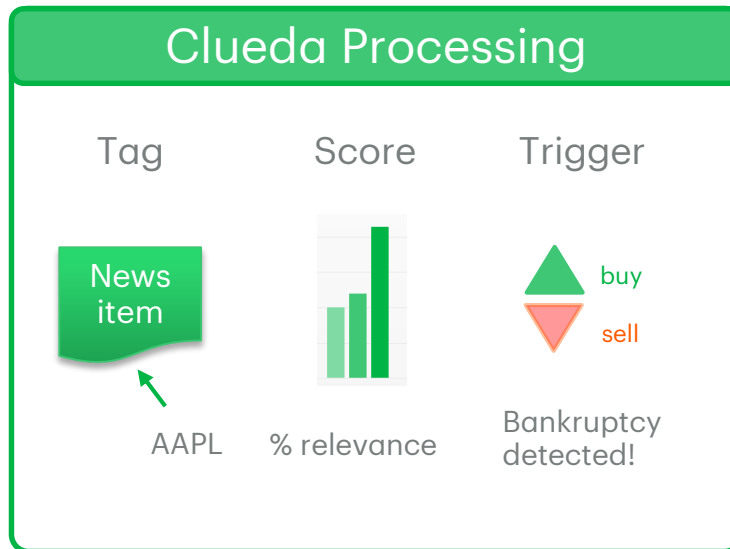 Clueda Processing
Tag
Score
Trigger
News
item
buy
sell
AAPL
% relevance
Bankruptcy
detected!